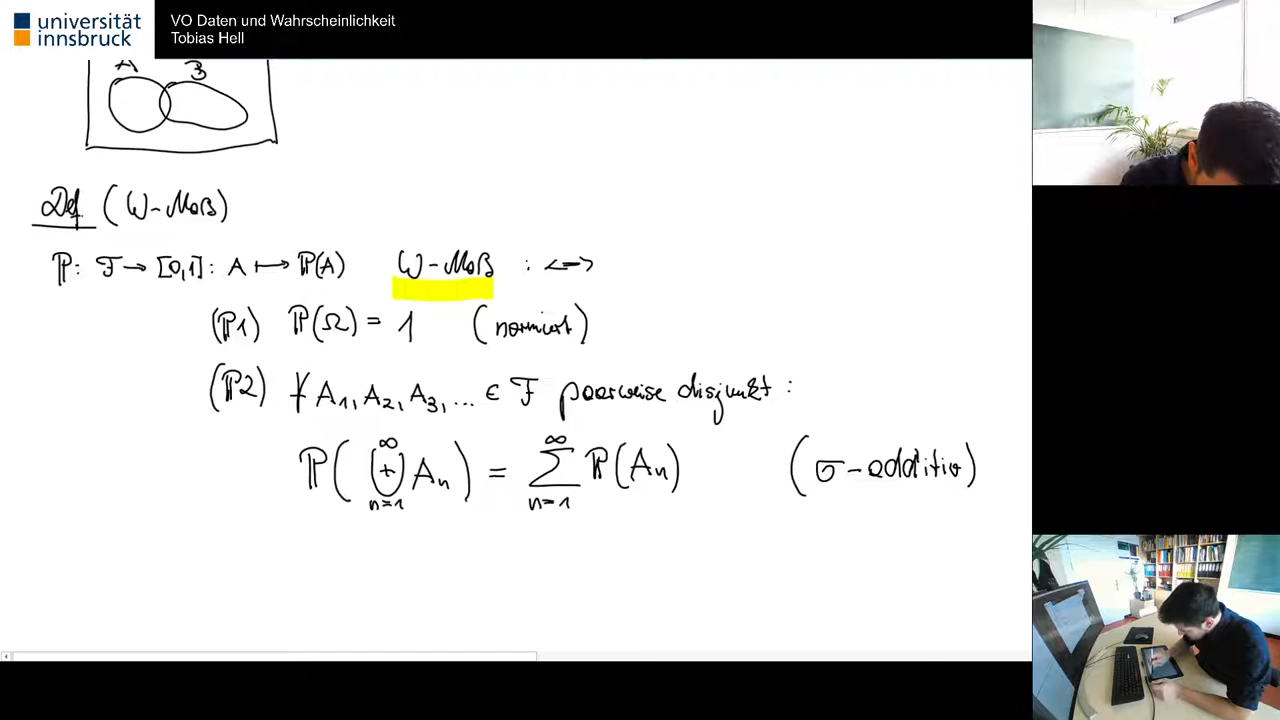 universität
innsbruck
VO Daten und Wahrscheinlichkeit
Tobias Hell
A B
Def (W-Maß)
ℙ: ℱ → [0,1]: A ↦ ℙ(A) W-Maß :⇔
(ℙ1) ℙ(Ω) = 1 (normiert)
(ℙ2) ∀ A₁, A₂, A₃, ... ∈ ℱ paarweise disjunkt:
ℙ(⨄ₙ₌₁^∞ Aₙ) = ∑ₙ₌₁^∞ ℙ(Aₙ) (σ-additiv)